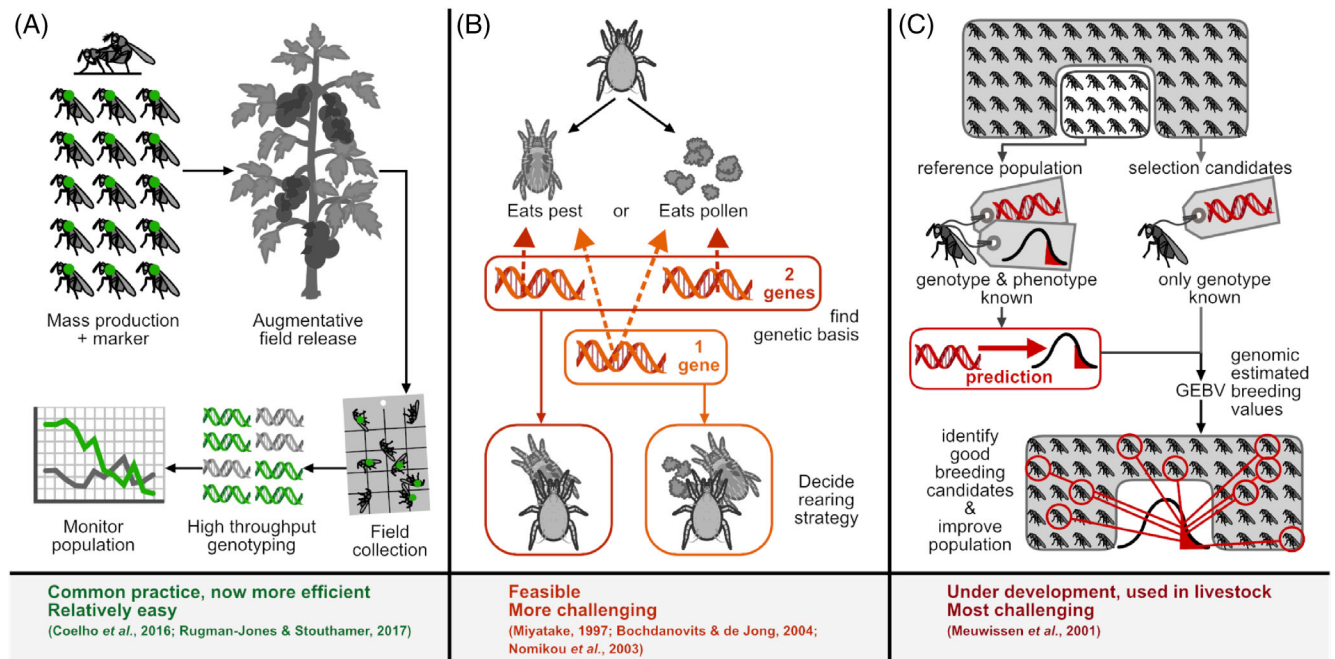 (A)
Mass production
+ marker
Augmentative
field release
Monitor
population
High throughput
genotyping
Field
collection
Common practice, now more efficient
Relatively easy
(Coelho et al., 2016; Rugman-Jones & Stouthamer, 2017)
(B)
Eats pest or Eats pollen
2
genes
find
genetic basis
1
gene
Decide
rearing
strategy
Feasible
More challenging
(Miyatake, 1997; Bochdanovits & de Jong, 2004;
Nomikou et al., 2003)
(C)
reference population
selection candidates
genotype & phenotype
known
only genotype
known
prediction
GEBV
genomic
estimated
breeding
values
identify
good
breeding
candidates
&
improve
population
Under development, used in livestock
Most challenging
(Meuwissen et al., 2001)